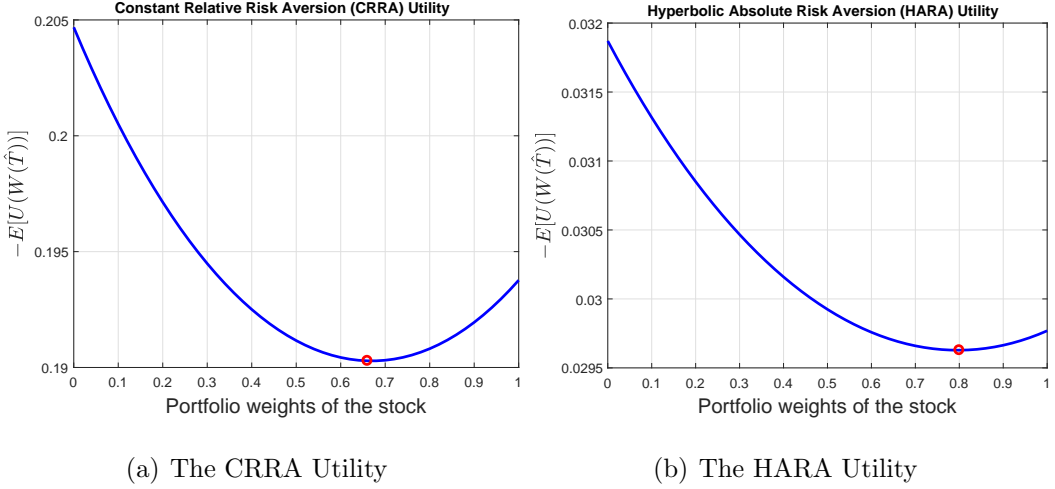 Constant Relative Risk Aversion (CRRA) Utility
0.205
0.2
0.195
0.19
−E[U(W(T̂))]
0 0.1 0.2 0.3 0.4 0.5 0.6 0.7 0.8 0.9 1
Portfolio weights of the stock
(a) The CRRA Utility
Hyperbolic Absolute Risk Aversion (HARA) Utility
0.032
0.0315
0.031
0.0305
0.03
0.0295
−E[U(W(T̂))]
0 0.1 0.2 0.3 0.4 0.5 0.6 0.7 0.8 0.9 1
Portfolio weights of the stock
(b) The HARA Utility